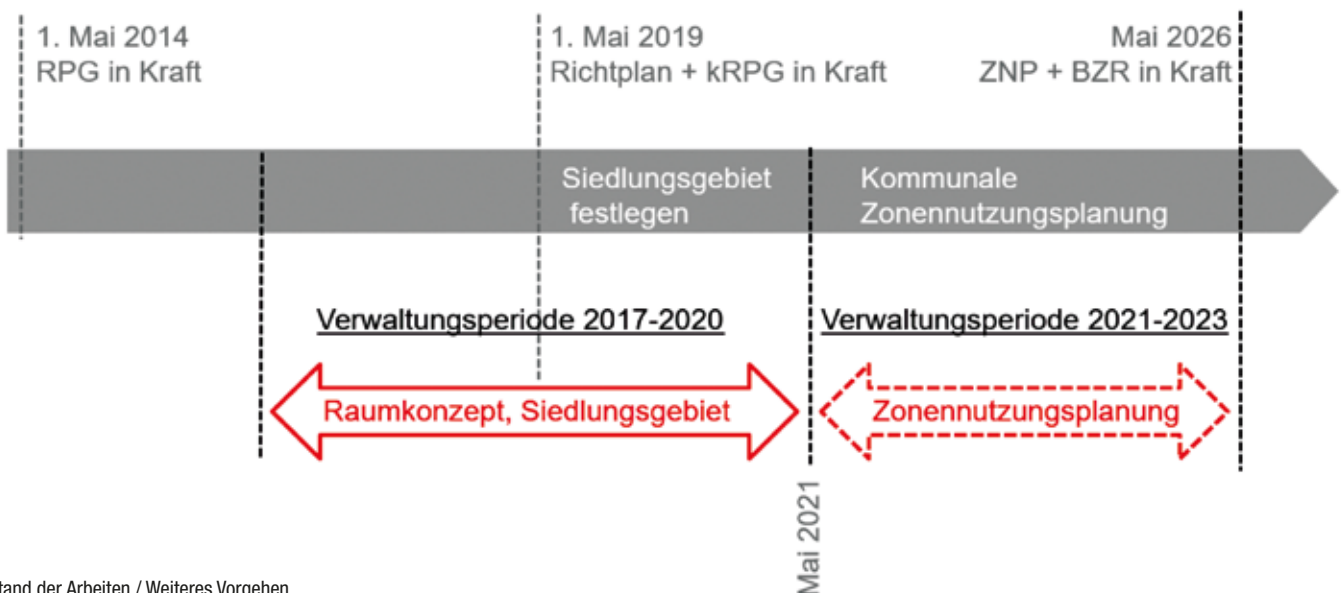 1. Mai 2014
RPG in Kraft
1. Mai 2019
Richtplan + kRPG in Kraft
Mai 2026
ZNP + BZR in Kraft
Siedlungsgebiet
festlegen
Kommunale
Zonennutzungsplanung
Verwaltungsperiode 2017-2020
Verwaltungsperiode 2021-2023
Raumkonzept, Siedlungsgebiet
Zonennutzungsplanung
Mai 2021
tand der Arbeiten / Weiteres Vorgehen